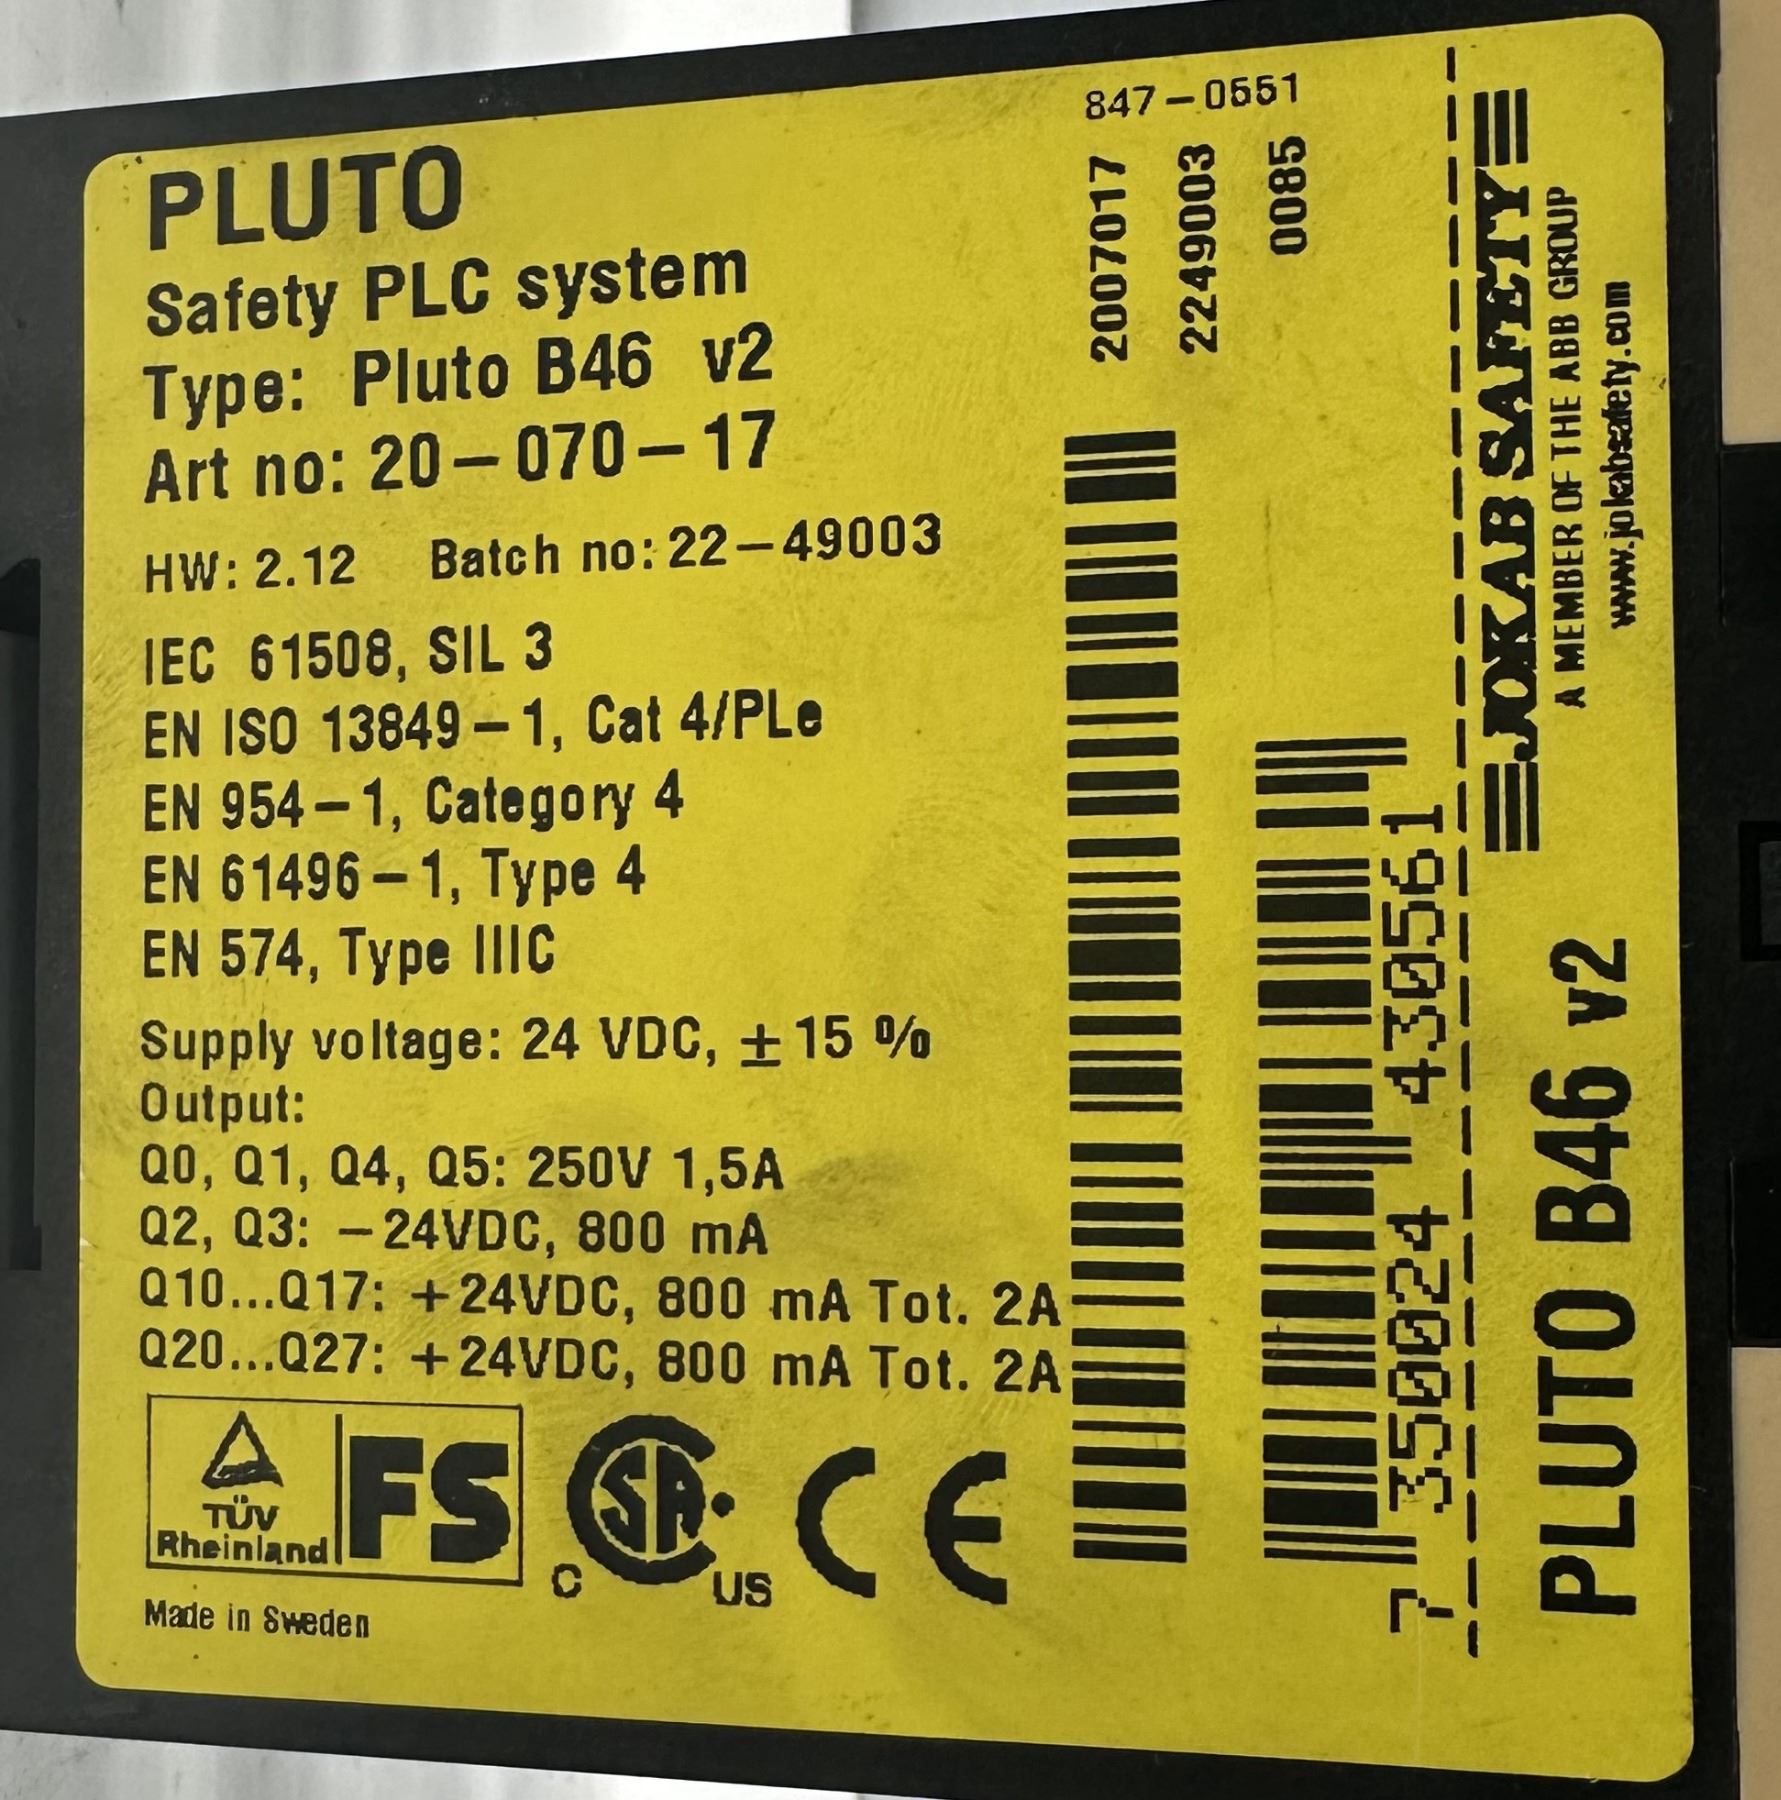 847-0551
PLUTO
Safety PLC system
Type: Pluto B46 v2
Art no: 20-070-17
HW: 2.12 Batch no: 22-49003
IEC 61508, SIL 3
EN ISO 13849-1, Cat 4/PLe
EN 954-1, Category 4
EN 61496-1, Type 4
EN 574, Type IIIC
Supply voltage: 24 VDC, ±15 %
Output:
Q0, Q1, Q4, Q5: 250V 1,5A
Q2, Q3: -24VDC, 800 mA
Q10...Q17: +24VDC, 800 mA Tot. 2A
Q20...Q27: +24VDC, 800 mA Tot. 2A
TÜV
Rheinland
FS
C SA US
CE
Made in Sweden
2007017
2249003
0085
7 350024 430561
JOKAB SAFETY
A MEMBER OF THE ABB GROUP
www.jokabsafety.com
PLUTO B46 v2